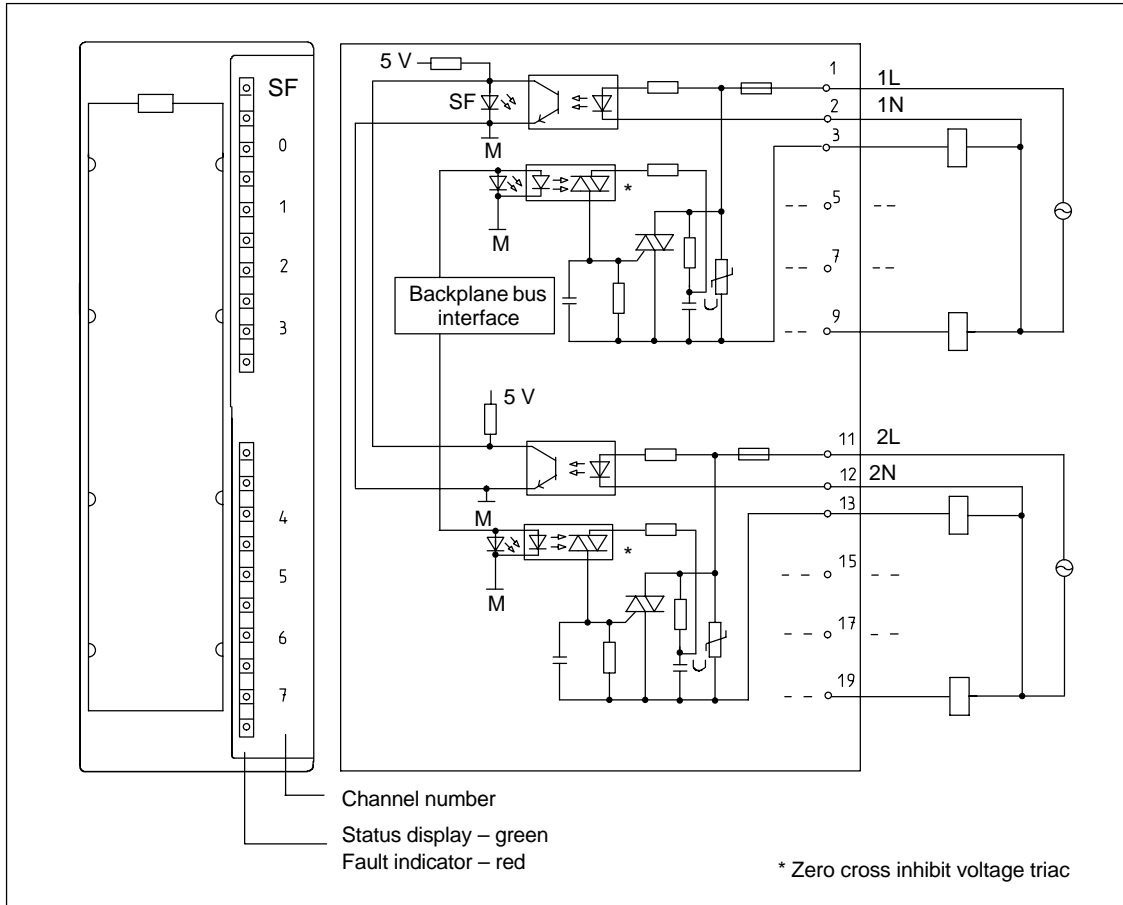 SF
0
1
2
3
4
5
6
7
5 V
SF
M
M
*
Backplane bus
interface
1
1L
2
1N
3
5
7
9
5 V
M
M
*
11
2L
12
2N
13
15
17
19
U
U
Channel number
Status display – green
Fault indicator – red
* Zero cross inhibit voltage triac